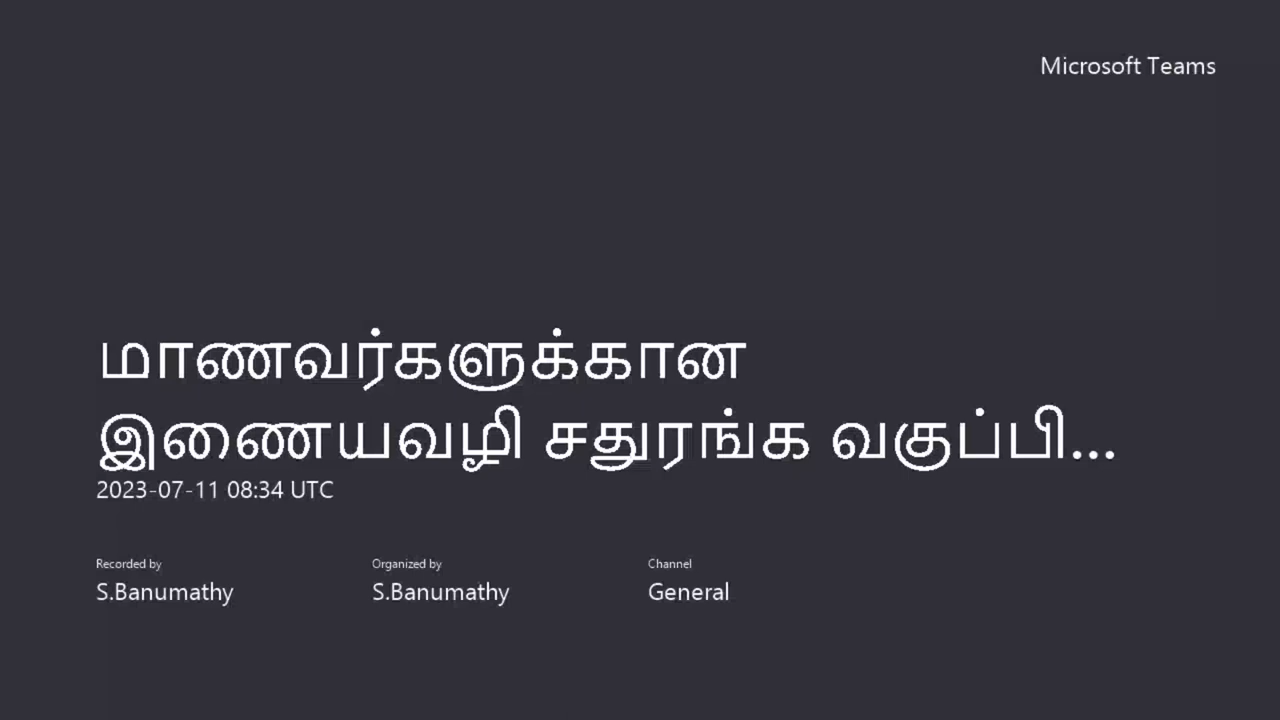 Microsoft Teams
மாணவர்களுக்கான
இணையவழி சதுரங்க வகுப்பி...
2023-07-11 08:34 UTC
Recorded by
S.Banumathy
Organized by
S.Banumathy
Channel
General